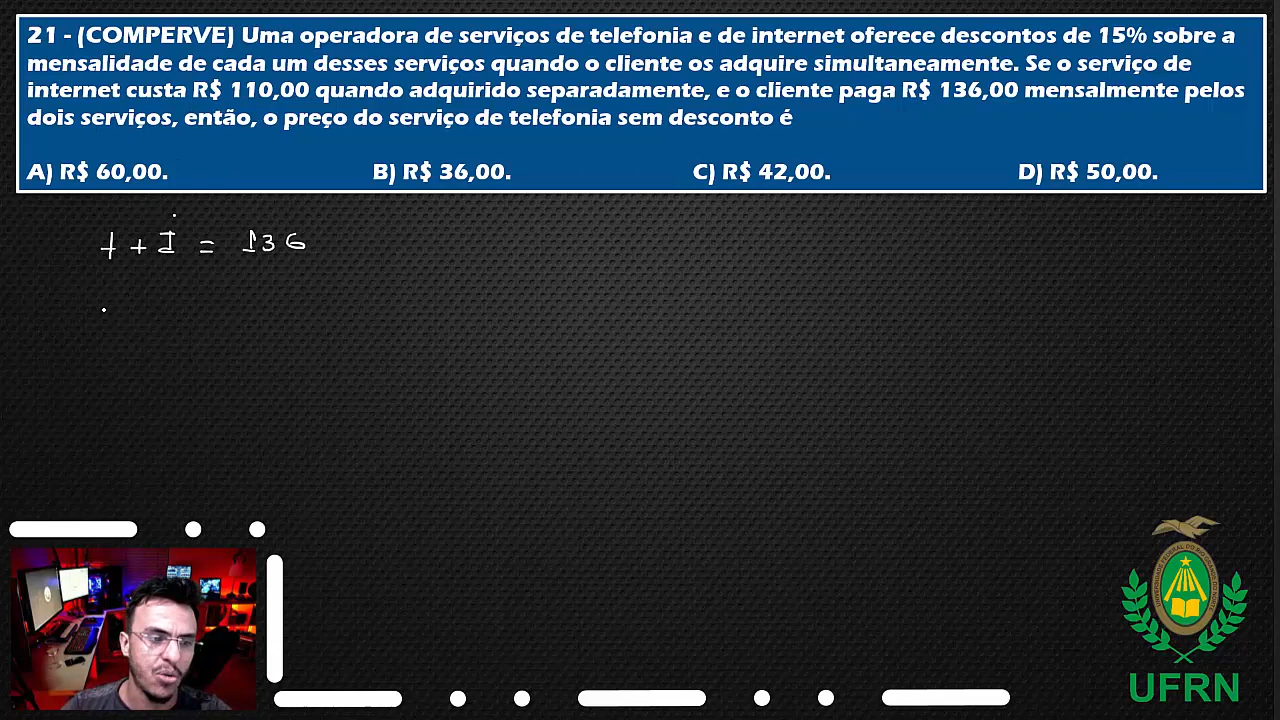 21 - (COMPERVE) Uma operadora de serviços de telefonia e de internet oferece descontos de 15% sobre a
mensalidade de cada um desses serviços quando o cliente os adquire simultaneamente. Se o serviço de
internet custa R$ 110,00 quando adquirido separadamente, e o cliente paga R$ 136,00 mensalmente pelos
dois serviços, então, o preço do serviço de telefonia sem desconto é
A) R$ 60,00. B) R$ 36,00. C) R$ 42,00. D) R$ 50,00.
t + I = 136
UFRN